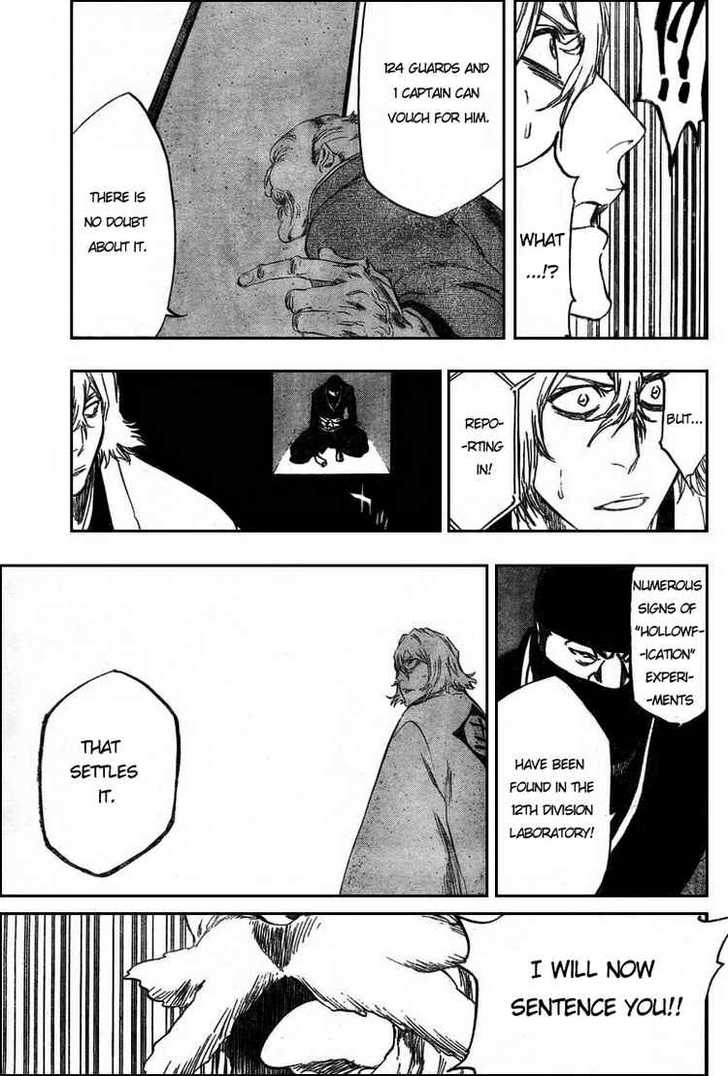 !!!
WHAT
...!?
124 GUARDS AND
1 CAPTAIN CAN
VOUCH FOR HIM.
THERE IS
NO DOUBT
ABOUT IT.
BUT...
REPO-
-RTING
IN!
NUMEROUS
SIGNS OF
"HOLLOWF-
-ICATION"
EXPERI-
-MENTS
HAVE BEEN
FOUND IN THE
12TH DIVISION
LABORATORY!
THAT
SETTLES
IT.
I WILL NOW
SENTENCE YOU!!